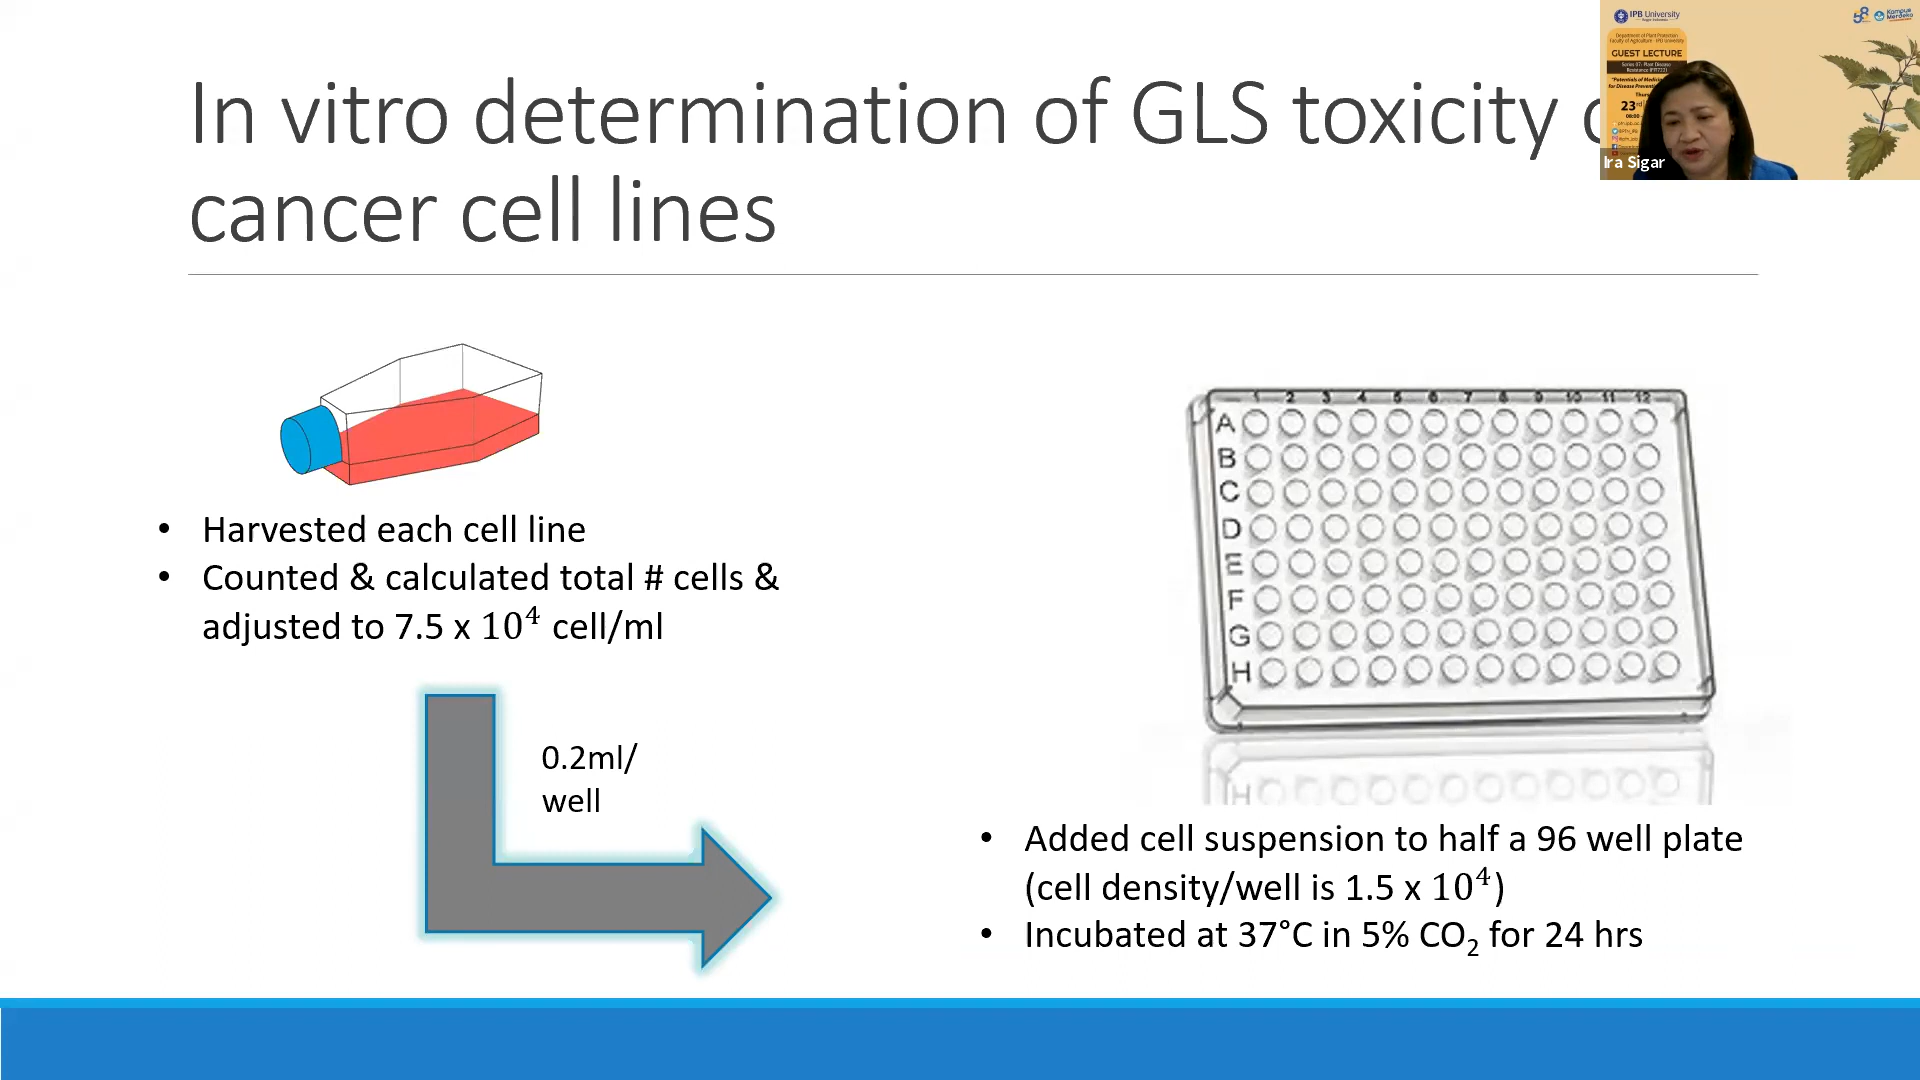 In vitro determination of GLS toxicity
cancer cell lines
IPB University
GUEST LECTURE
23
Ira Sigar
Kampus
Merdeka
Harvested each cell line
Counted & calculated total # cells &
adjusted to 7.5 x 10⁴ cell/ml
0.2ml/
well
1 2 3 4 5 6 7 8 9 10 11 12
A
B
C
D
E
F
G
H
H
Added cell suspension to half a 96 well plate
(cell density/well is 1.5 x 10⁴)
Incubated at 37°C in 5% CO₂ for 24 hrs